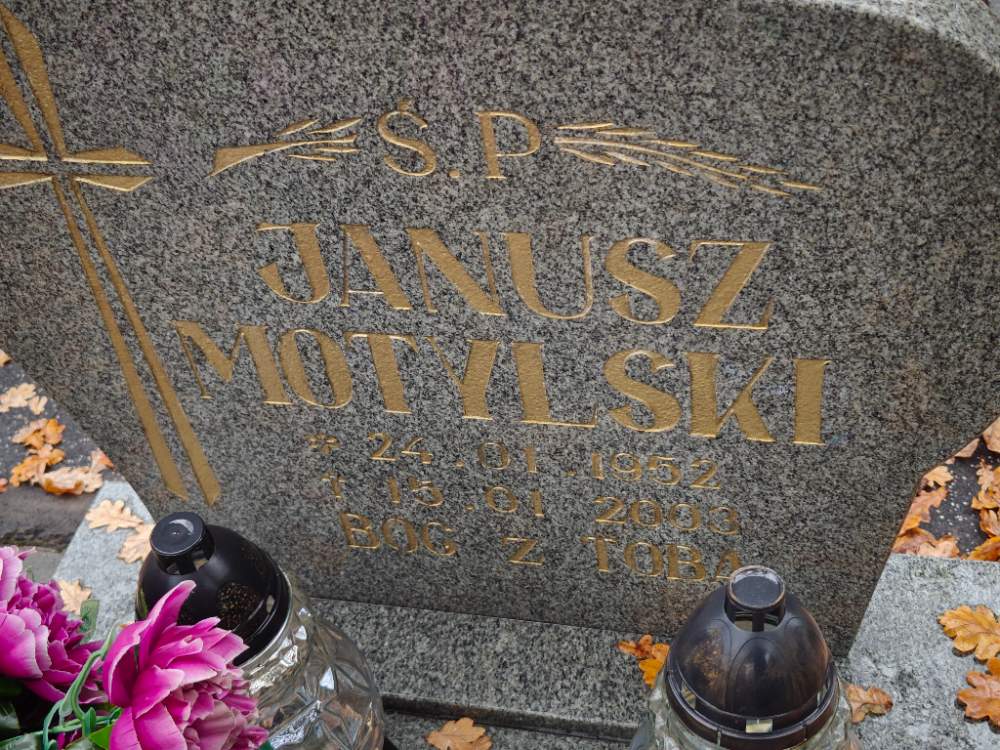 Ś.P
JANUSZ
MOTYLSKI
* 24.01.1952
† 15.01 2003
BÓG Z TOBĄ